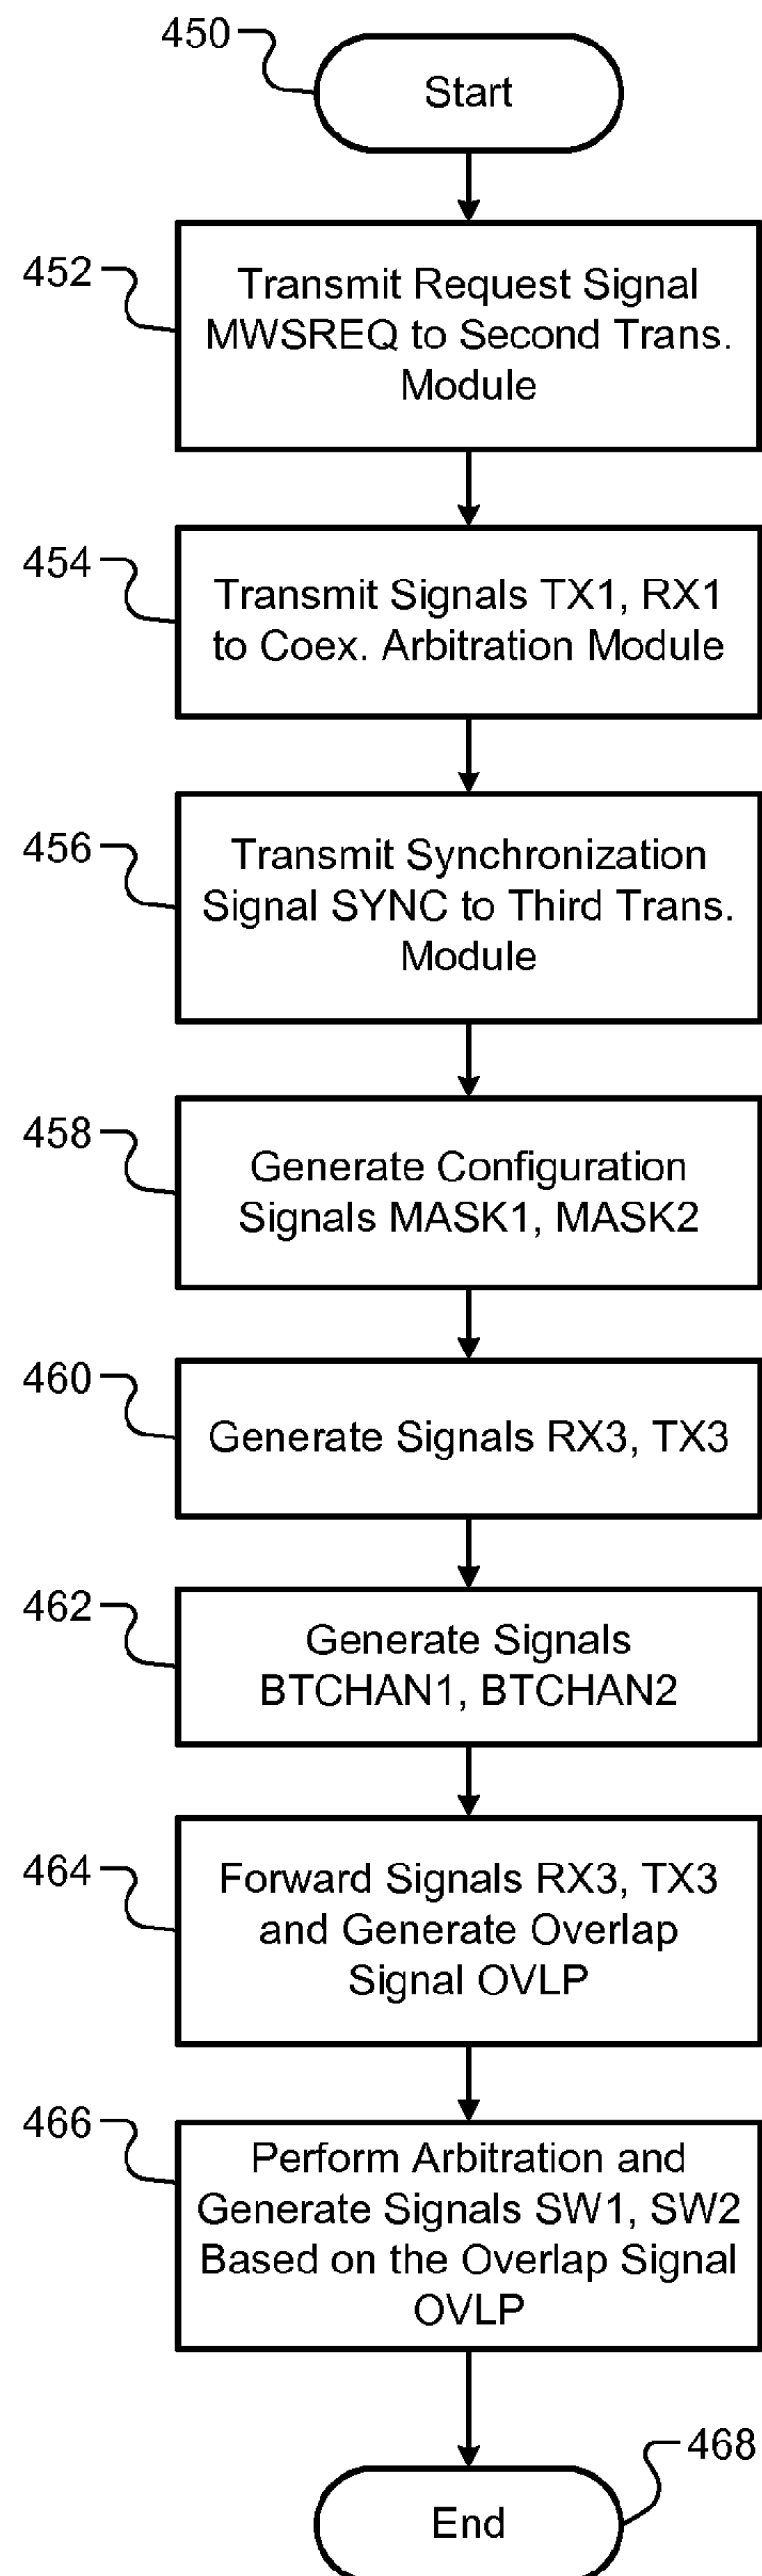 450
Start
452
Transmit Request Signal
MWSREQ to Second Trans.
Module
454
Transmit Signals TX1, RX1
to Coex. Arbitration Module
456
Transmit Synchronization
Signal SYNC to Third Trans.
Module
458
Generate Configuration
Signals MASK1, MASK2
460
Generate Signals RX3, TX3
462
Generate Signals
BTCHAN1, BTCHAN2
464
Forward Signals RX3, TX3
and Generate Overlap
Signal OVLP
466
Perform Arbitration and
Generate Signals SW1, SW2
Based on the Overlap Signal
OVLP
468
End